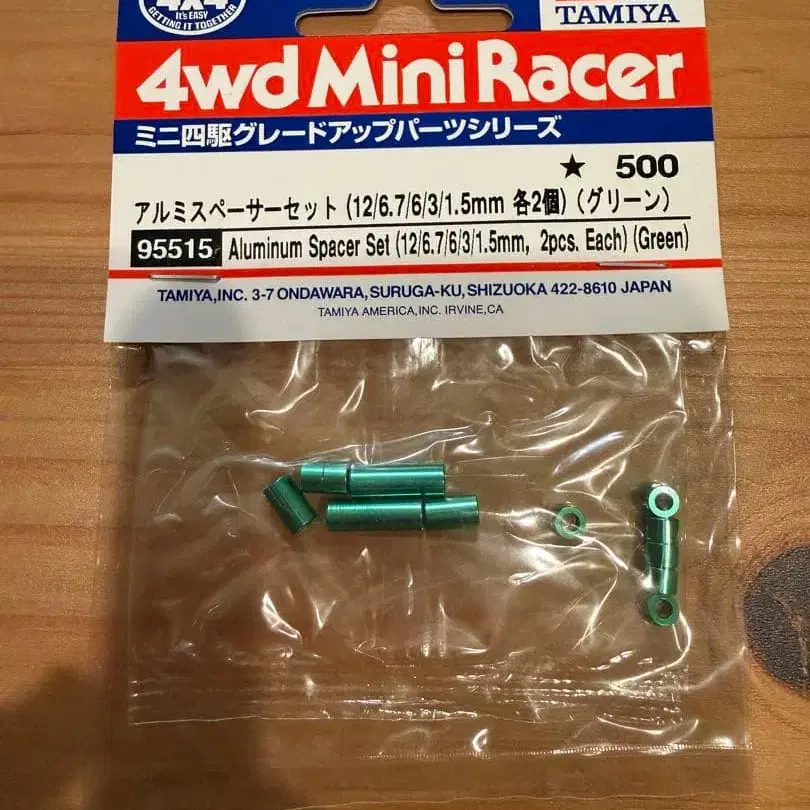 4x4
It's EASY
GETTING IT TOGETHER
TAMIYA
4wd Mini Racer
ミニ四駆グレードアップパーツシリーズ
★ 500
アルミスペーサーセット (12/6.7/6/3/1.5mm 各2個) (グリーン)
95515 Aluminum Spacer Set (12/6.7/6/3/1.5mm, 2pcs. Each) (Green)
TAMIYA,INC. 3-7 ONDAWARA,SURUGA-KU,SHIZUOKA 422-8610 JAPAN
TAMIYA AMERICA,INC. IRVINE,CA